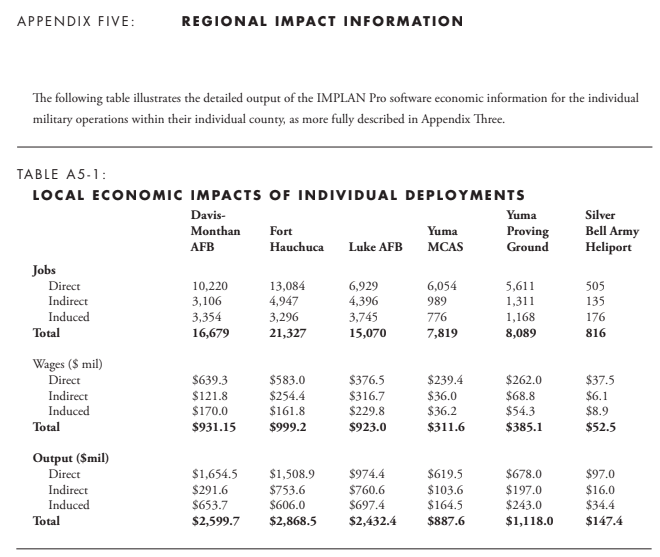 APPENDIX FIVE: REGIONAL IMPACT INFORMATION
The following table illustrates the detailed output of the IMPLAN Pro software economic information for the individual
military operations within their individual county, as more fully described in Appendix Three.
TABLE A5-1:
LOCAL ECONOMIC IMPACTS OF INDIVIDUAL DEPLOYMENTS
Davis- Yuma Silver
Monthan Fort Yuma Proving Bell Army
AFB Hauchuca Luke AFB MCAS Ground Heliport
Jobs
Direct 10,220 13,084 6,929 6,054 5,611 505
Indirect 3,106 4,947 4,396 989 1,311 135
Induced 3,354 3,296 3,745 776 1,168 176
Total 16,679 21,327 15,070 7,819 8,089 816
Wages ($ mil)
Direct $639.3 $583.0 $376.5 $239.4 $262.0 $37.5
Indirect $121.8 $254.4 $316.7 $36.0 $68.8 $6.1
Induced $170.0 $161.8 $229.8 $36.2 $54.3 $8.9
Total $931.15 $999.2 $923.0 $311.6 $385.1 $52.5
Output ($mil)
Direct $1,654.5 $1,508.9 $974.4 $619.5 $678.0 $97.0
Indirect $291.6 $753.6 $760.6 $103.6 $197.0 $16.0
Induced $653.7 $606.0 $697.4 $164.5 $243.0 $34.4
Total $2,599.7 $2,868.5 $2,432.4 $887.6 $1,118.0 $147.4